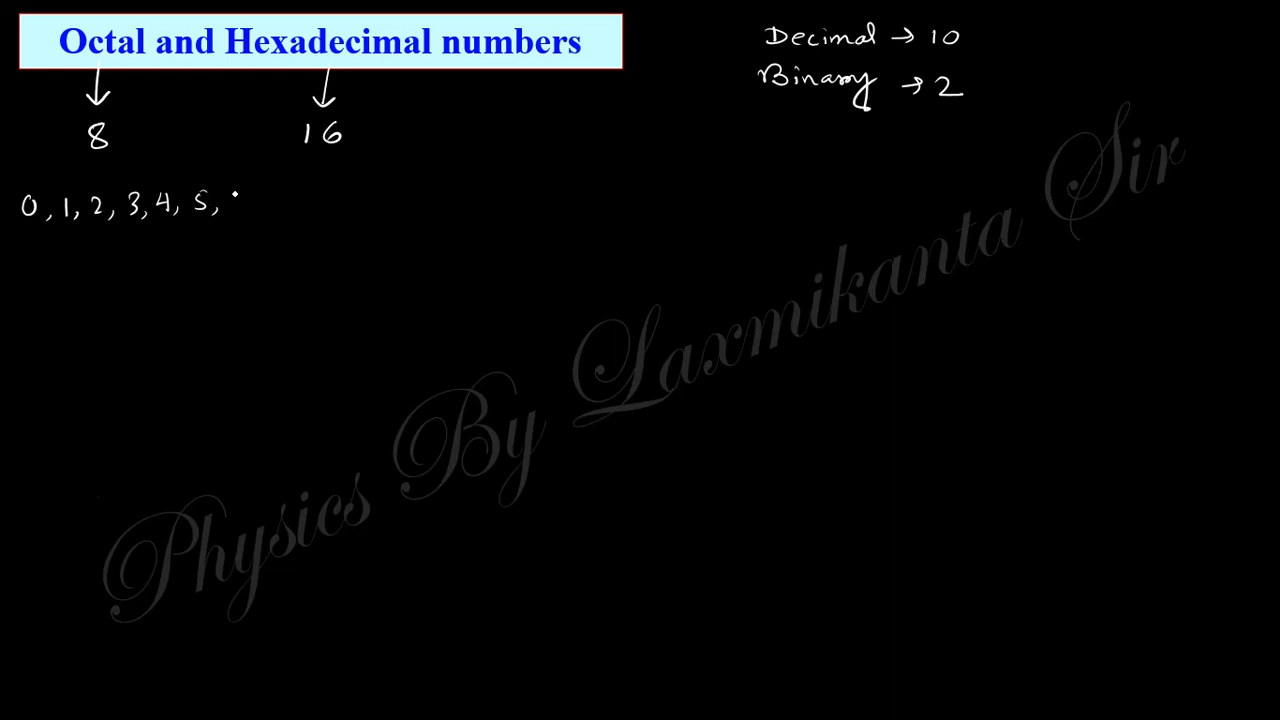 Octal and Hexadecimal numbers
Decimal → 10
Binary → 2
8 16
0, 1, 2, 3, 4, 5,
Physics By Laxmikanta Sir